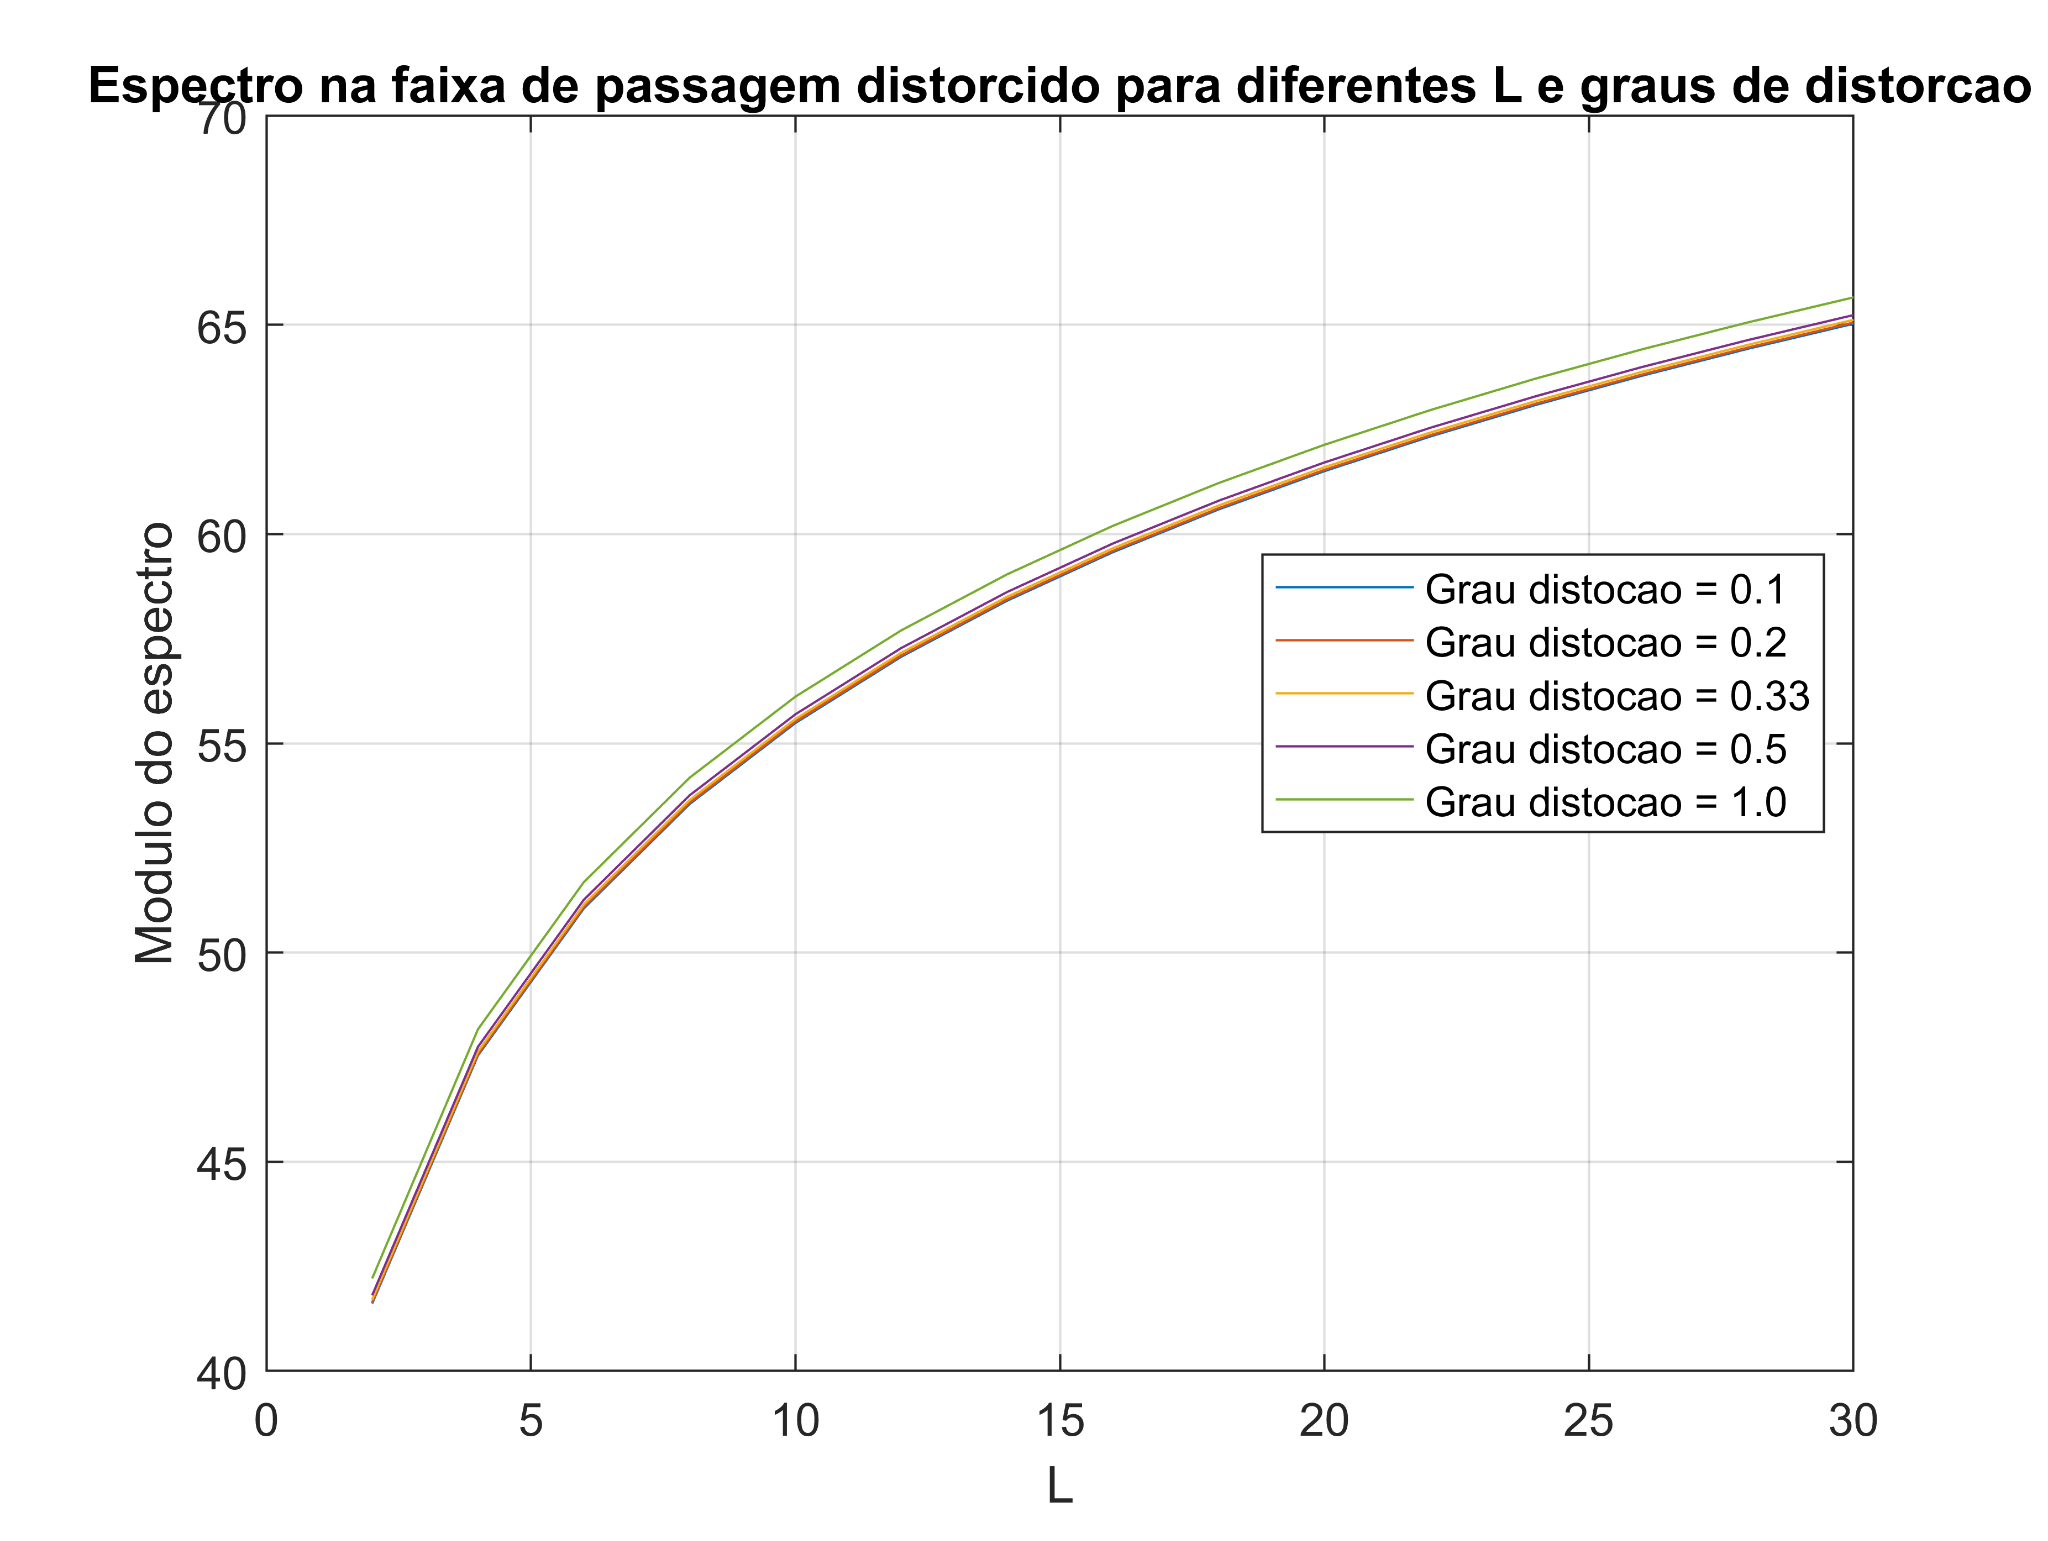 Espectro na faixa de passagem distorcido para diferentes L e graus de distorcao
70
65
60
55
50
45
40
Modulo do espectro
Grau distocao = 0.1
Grau distocao = 0.2
Grau distocao = 0.33
Grau distocao = 0.5
Grau distocao = 1.0
0 5 10 15 20 25 30
L